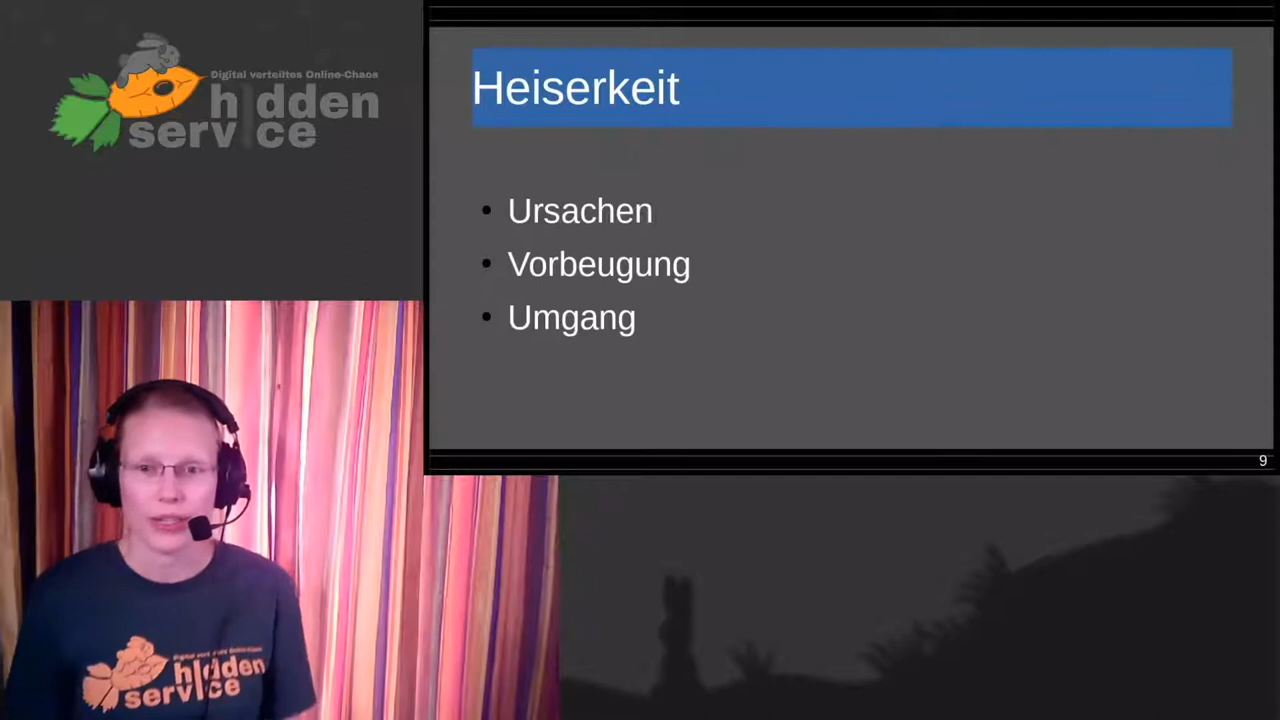 Digital verteiltes Online-Chaos
hidden
service
Heiserkeit
• Ursachen
• Vorbeugung
• Umgang
9
hidden
service